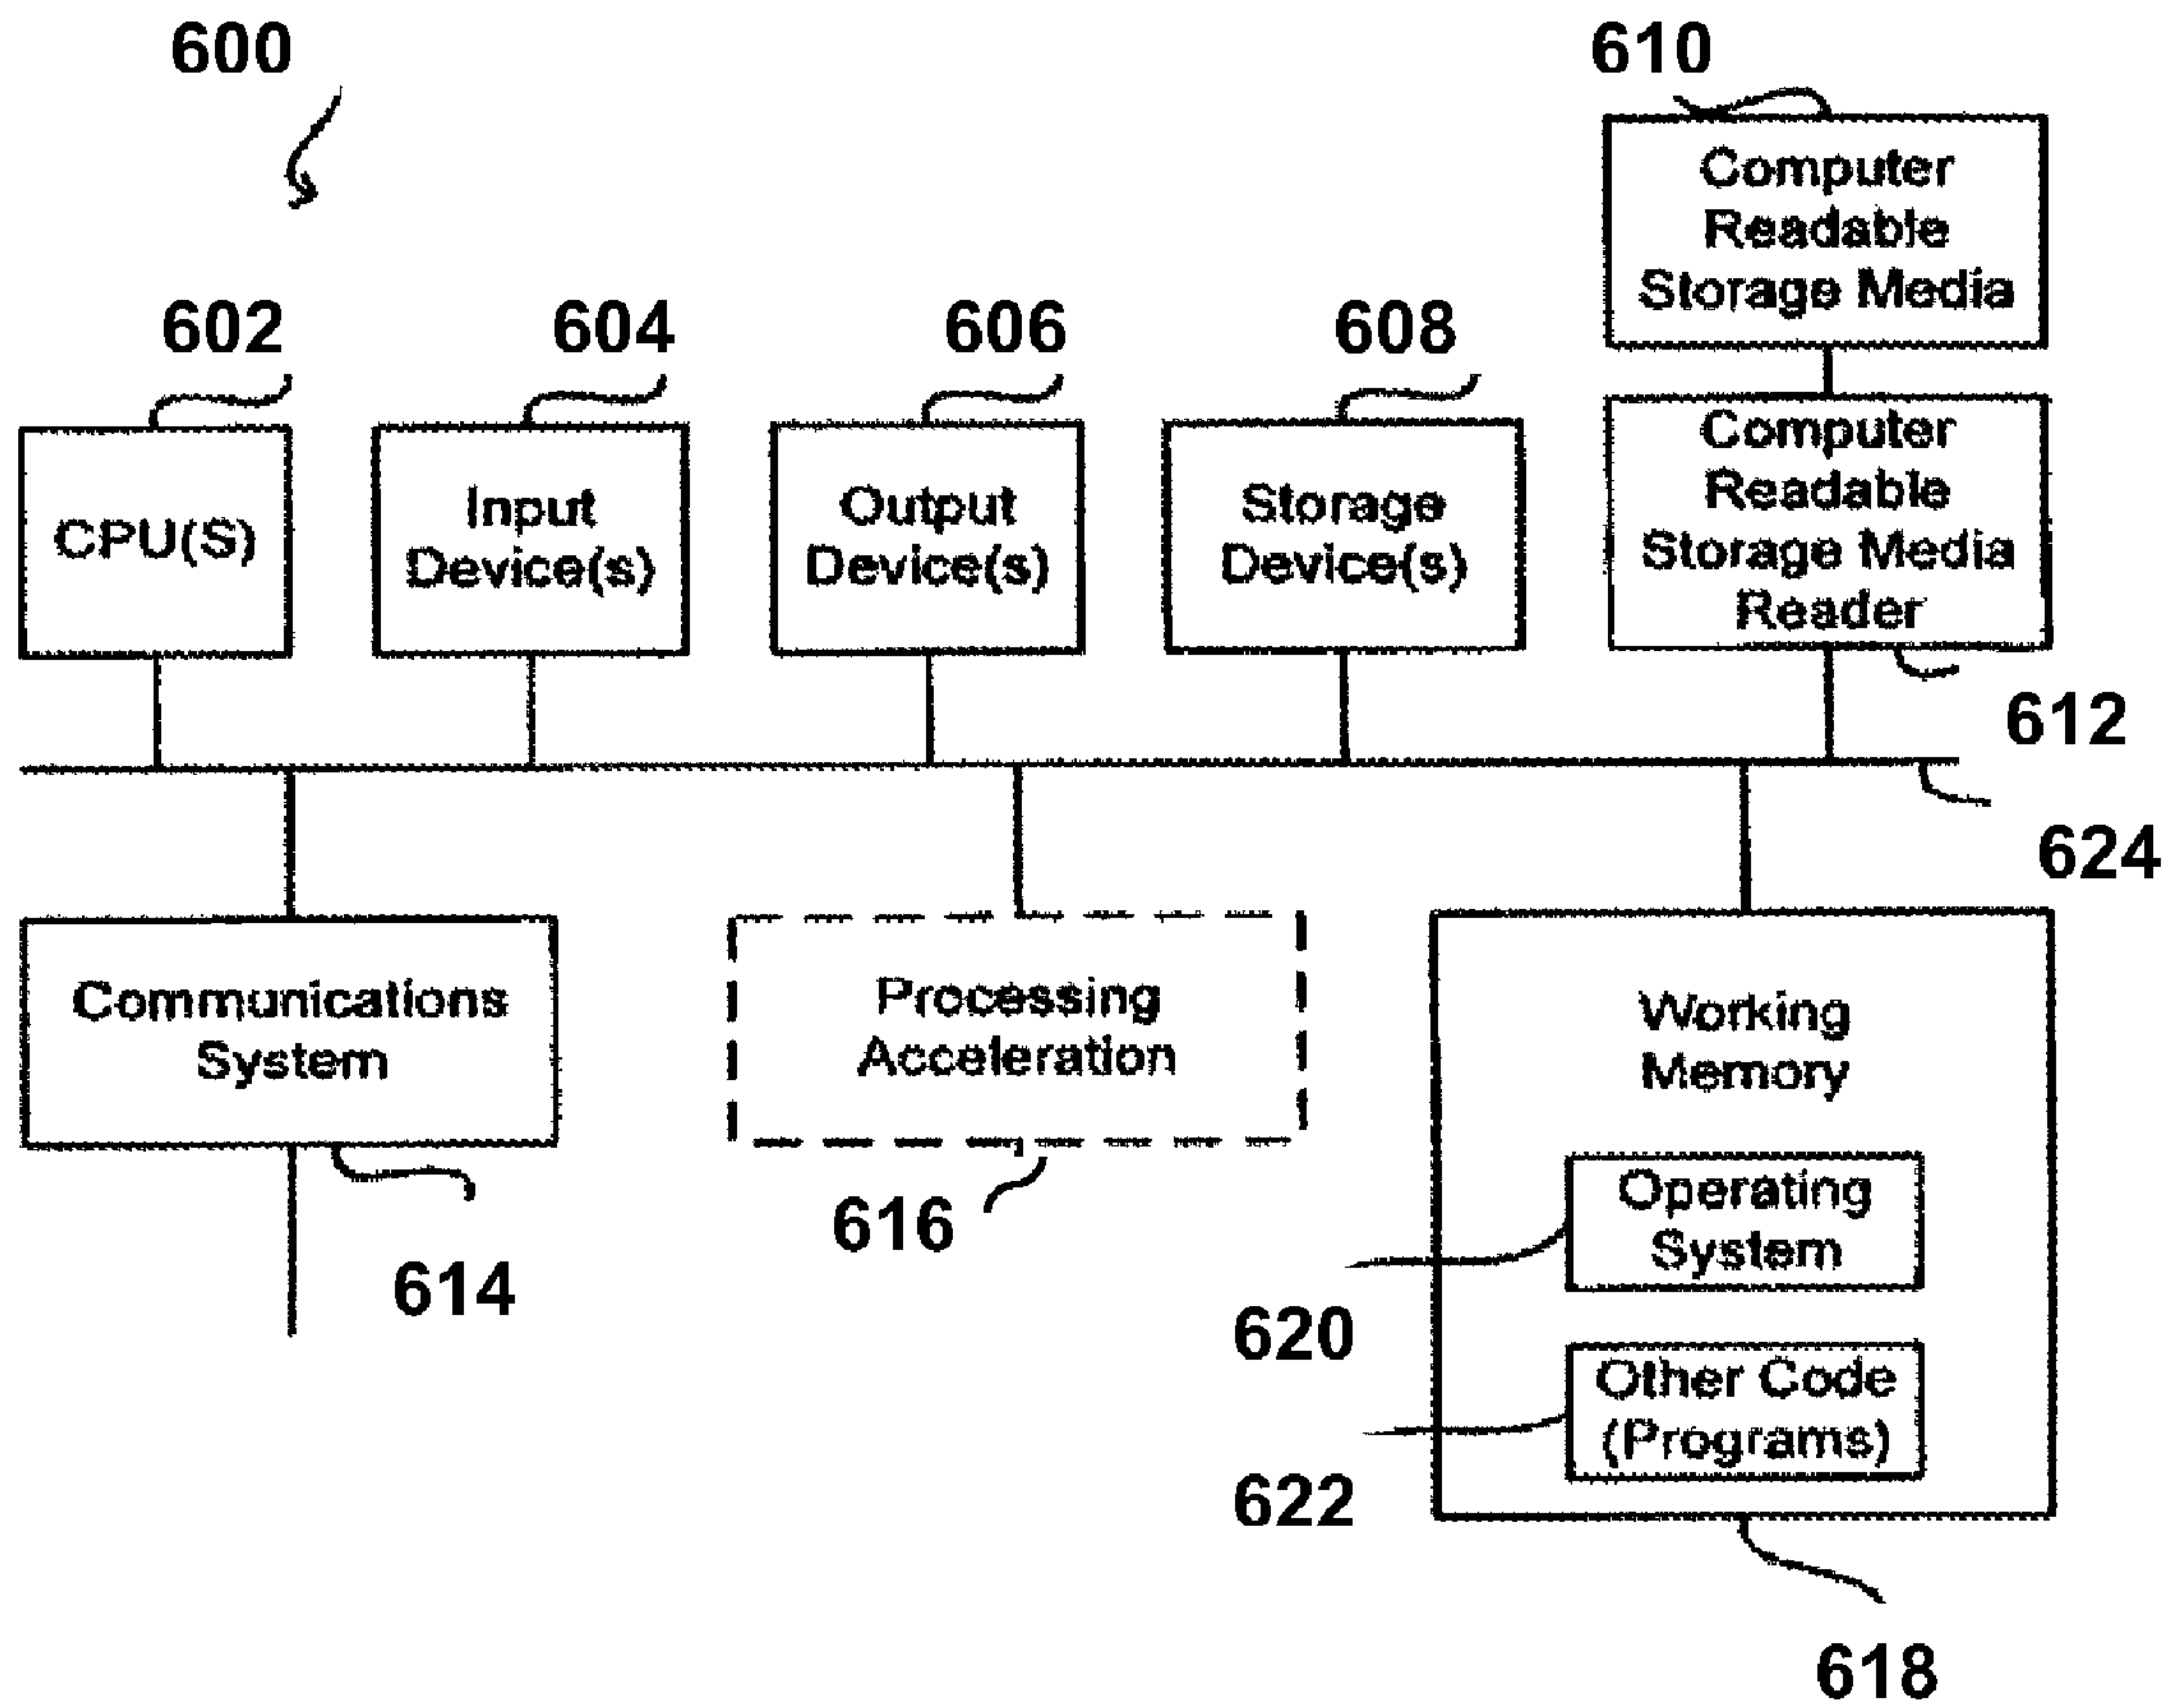 600
610
Computer
Readable
Storage Media
602
604
606
608
CPU(S)
Input
Device(s)
Output
Device(s)
Storage
Device(s)
Computer
Readable
Storage Media
Reader
612
624
Communications
System
614
Processing
Acceleration
616
Working
Memory
Operating
System
620
Other Code
(Programs)
622
618